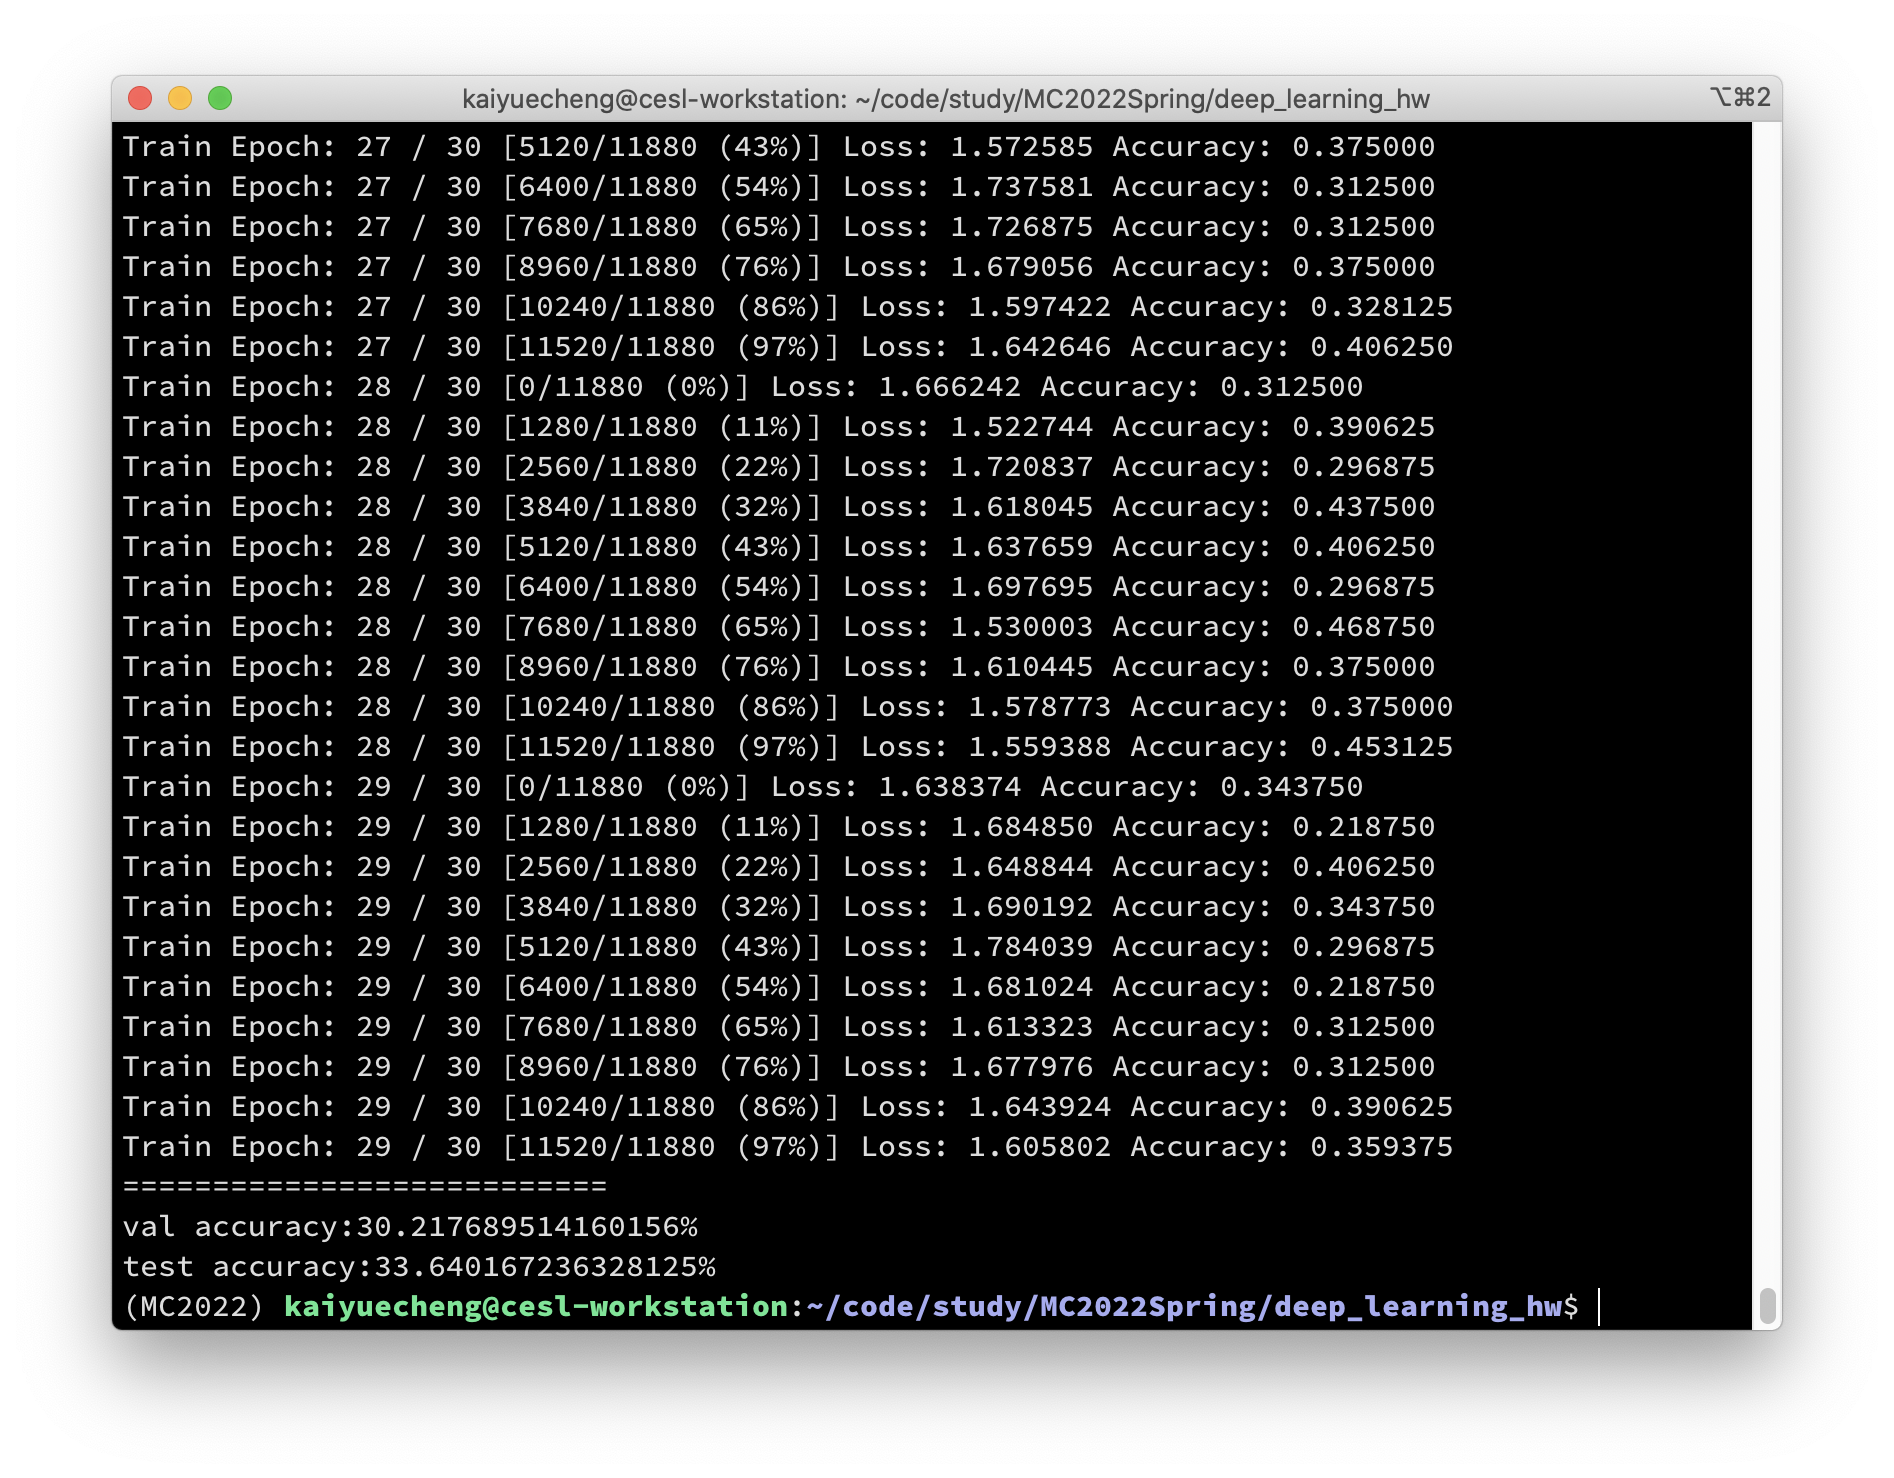 kaiyuecheng@cesl-workstation: ~/code/study/MC2022Spring/deep_learning_hw ⌥⌘2
Train Epoch: 27 / 30 [5120/11880 (43%)] Loss: 1.572585 Accuracy: 0.375000
Train Epoch: 27 / 30 [6400/11880 (54%)] Loss: 1.737581 Accuracy: 0.312500
Train Epoch: 27 / 30 [7680/11880 (65%)] Loss: 1.726875 Accuracy: 0.312500
Train Epoch: 27 / 30 [8960/11880 (76%)] Loss: 1.679056 Accuracy: 0.375000
Train Epoch: 27 / 30 [10240/11880 (86%)] Loss: 1.597422 Accuracy: 0.328125
Train Epoch: 27 / 30 [11520/11880 (97%)] Loss: 1.642646 Accuracy: 0.406250
Train Epoch: 28 / 30 [0/11880 (0%)] Loss: 1.666242 Accuracy: 0.312500
Train Epoch: 28 / 30 [1280/11880 (11%)] Loss: 1.522744 Accuracy: 0.390625
Train Epoch: 28 / 30 [2560/11880 (22%)] Loss: 1.720837 Accuracy: 0.296875
Train Epoch: 28 / 30 [3840/11880 (32%)] Loss: 1.618045 Accuracy: 0.437500
Train Epoch: 28 / 30 [5120/11880 (43%)] Loss: 1.637659 Accuracy: 0.406250
Train Epoch: 28 / 30 [6400/11880 (54%)] Loss: 1.697695 Accuracy: 0.296875
Train Epoch: 28 / 30 [7680/11880 (65%)] Loss: 1.530003 Accuracy: 0.468750
Train Epoch: 28 / 30 [8960/11880 (76%)] Loss: 1.610445 Accuracy: 0.375000
Train Epoch: 28 / 30 [10240/11880 (86%)] Loss: 1.578773 Accuracy: 0.375000
Train Epoch: 28 / 30 [11520/11880 (97%)] Loss: 1.559388 Accuracy: 0.453125
Train Epoch: 29 / 30 [0/11880 (0%)] Loss: 1.638374 Accuracy: 0.343750
Train Epoch: 29 / 30 [1280/11880 (11%)] Loss: 1.684850 Accuracy: 0.218750
Train Epoch: 29 / 30 [2560/11880 (22%)] Loss: 1.648844 Accuracy: 0.406250
Train Epoch: 29 / 30 [3840/11880 (32%)] Loss: 1.690192 Accuracy: 0.343750
Train Epoch: 29 / 30 [5120/11880 (43%)] Loss: 1.784039 Accuracy: 0.296875
Train Epoch: 29 / 30 [6400/11880 (54%)] Loss: 1.681024 Accuracy: 0.218750
Train Epoch: 29 / 30 [7680/11880 (65%)] Loss: 1.613323 Accuracy: 0.312500
Train Epoch: 29 / 30 [8960/11880 (76%)] Loss: 1.677976 Accuracy: 0.312500
Train Epoch: 29 / 30 [10240/11880 (86%)] Loss: 1.643924 Accuracy: 0.390625
Train Epoch: 29 / 30 [11520/11880 (97%)] Loss: 1.605802 Accuracy: 0.359375
===========================
val accuracy:30.217689514160156%
test accuracy:33.640167236328125%
(MC2022) kaiyuecheng@cesl-workstation:~/code/study/MC2022Spring/deep_learning_hw$